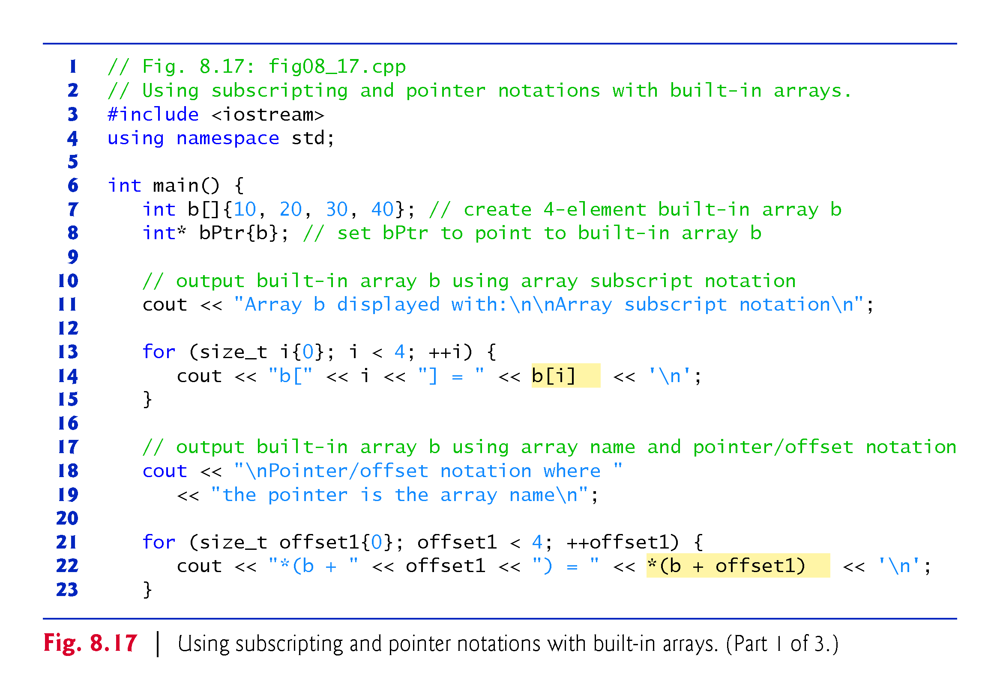 1 // Fig. 8.17: fig08_17.cpp
2 // Using subscripting and pointer notations with built-in arrays.
3 #include <iostream>
4 using namespace std;
5
6 int main() {
7    int b[]{10, 20, 30, 40}; // create 4-element built-in array b
8    int* bPtr{b}; // set bPtr to point to built-in array b
9
10    // output built-in array b using array subscript notation
11    cout << "Array b displayed with:\n\nArray subscript notation\n";
12
13    for (size_t i{0}; i < 4; ++i) {
14       cout << "b[" << i << "] = " << b[i] << '\n';
15    }
16
17    // output built-in array b using array name and pointer/offset notation
18    cout << "\nPointer/offset notation where "
19       << "the pointer is the array name\n";
20
21    for (size_t offset1{0}; offset1 < 4; ++offset1) {
22       cout << "*(b + " << offset1 << ") = " << *(b + offset1) << '\n';
23    }
Fig. 8.17 | Using subscripting and pointer notations with built-in arrays. (Part 1 of 3.)